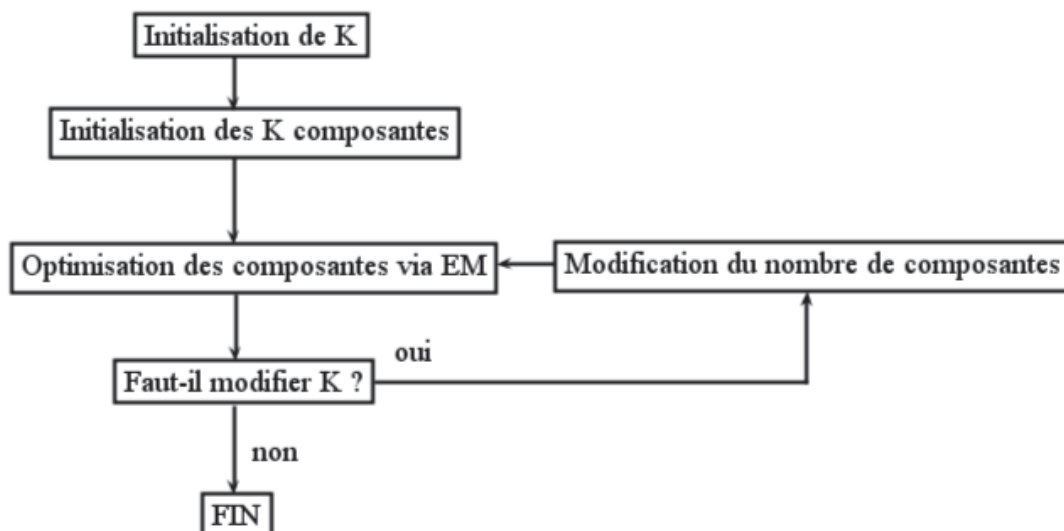 Initialisation de K
Initialisation des K composantes
Optimisation des composantes via EM
Modification du nombre de composantes
Faut-il modifier K ?
oui
non
FIN